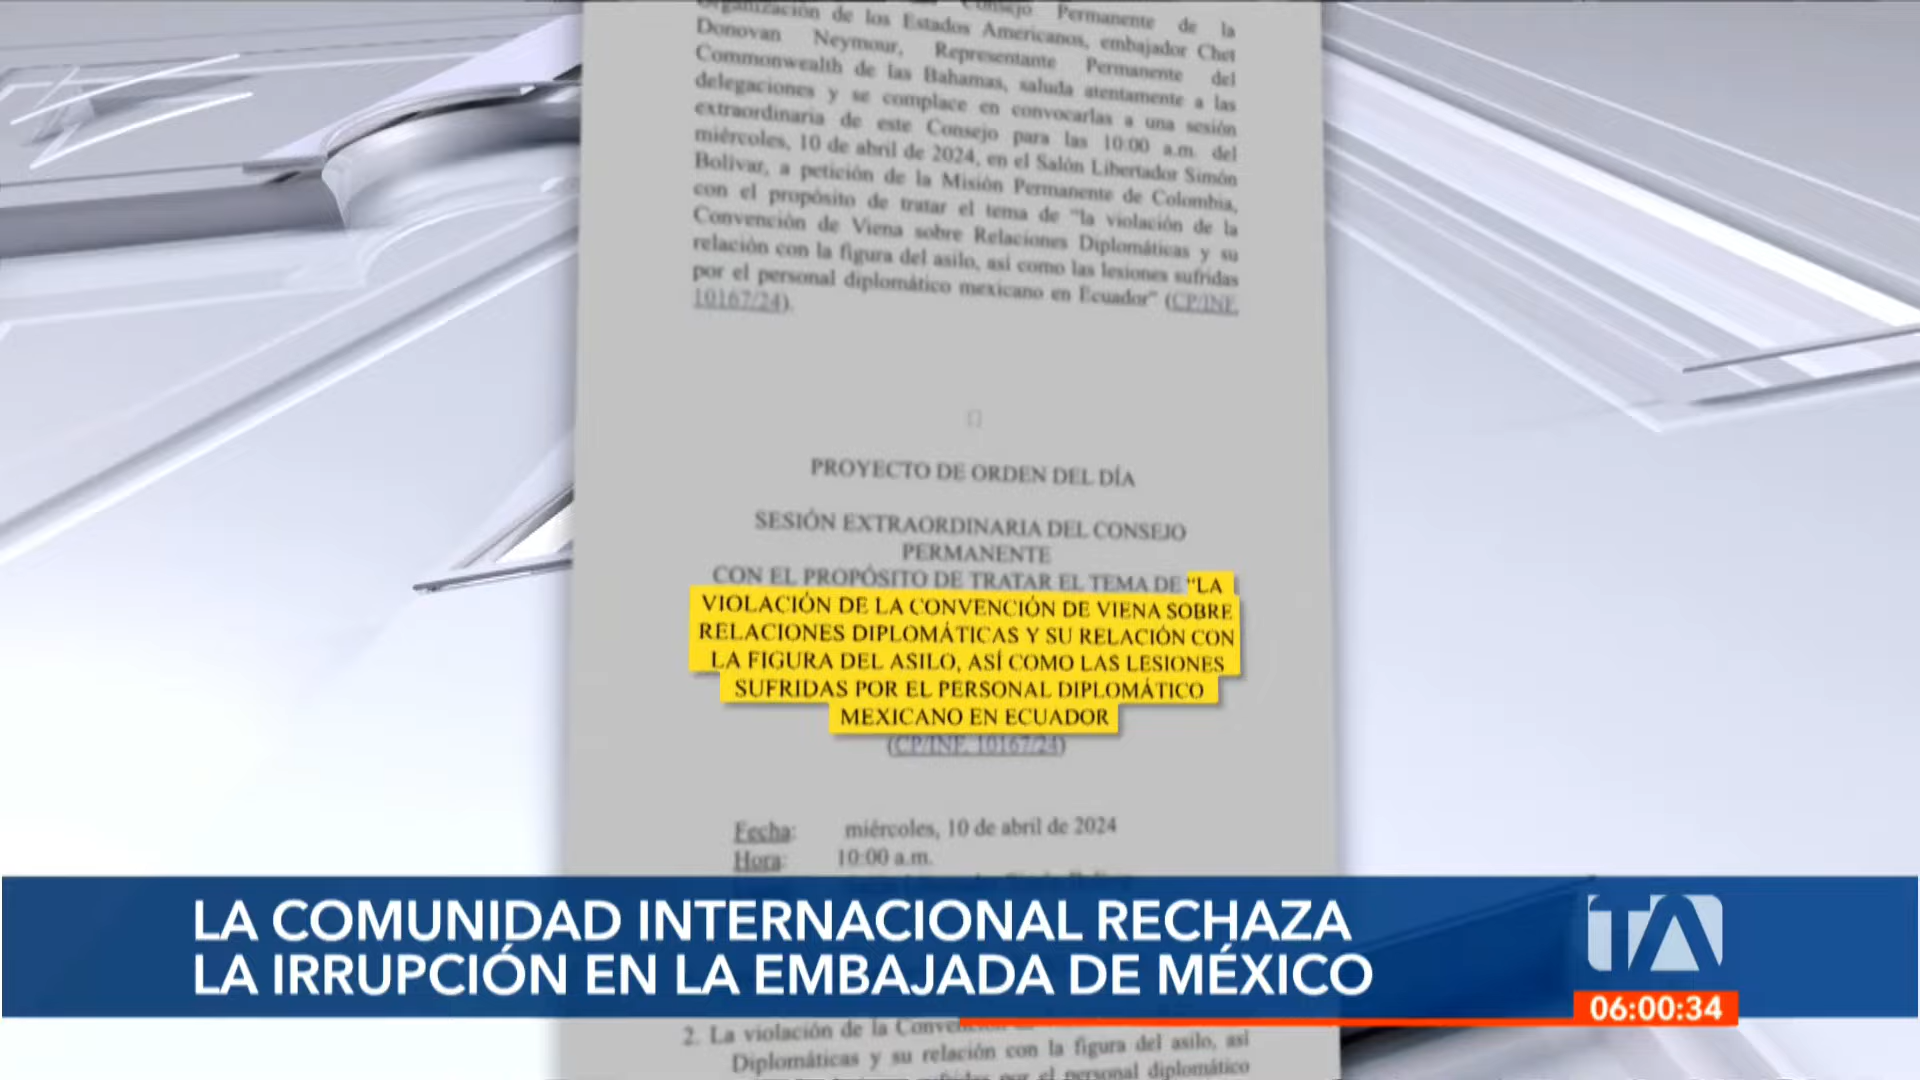 Organización de los Estados Americanos, embajador Chet
Donovan Neymour, Representante Permanente del
Commonwealth de las Bahamas, saluda atentamente a las
delegaciones y se complace en convocarlas a una sesión
extraordinaria de este Consejo para las 10:00 a.m. del
miércoles, 10 de abril de 2024, en el Salón Libertador Simón
Bolívar, a petición de la Misión Permanente de Colombia,
con el propósito de tratar el tema de "la violación de la
Convención de Viena sobre Relaciones Diplomáticas y su
relación con la figura del asilo, así como las lesiones sufridas
por el personal diplomático mexicano en Ecuador" (CP/INF.
10167/24).
PROYECTO DE ORDEN DEL DÍA
SESIÓN EXTRAORDINARIA DEL CONSEJO
PERMANENTE
CON EL PROPÓSITO DE TRATAR EL TEMA DE “LA
VIOLACIÓN DE LA CONVENCIÓN DE VIENA SOBRE
RELACIONES DIPLOMÁTICAS Y SU RELACIÓN CON
LA FIGURA DEL ASILO, ASÍ COMO LAS LESIONES
SUFRIDAS POR EL PERSONAL DIPLOMÁTICO
MEXICANO EN ECUADOR
(CP/INF. 10167/24)
Fecha: miércoles, 10 de abril de 2024
Hora: 10:00 a.m.
LA COMUNIDAD INTERNACIONAL RECHAZA
LA IRRUPCIÓN EN LA EMBAJADA DE MÉXICO
TA
06:00:34
2. La violación de la
Diplomáticas y su relación con la figura del asilo, así
por el personal diplomático